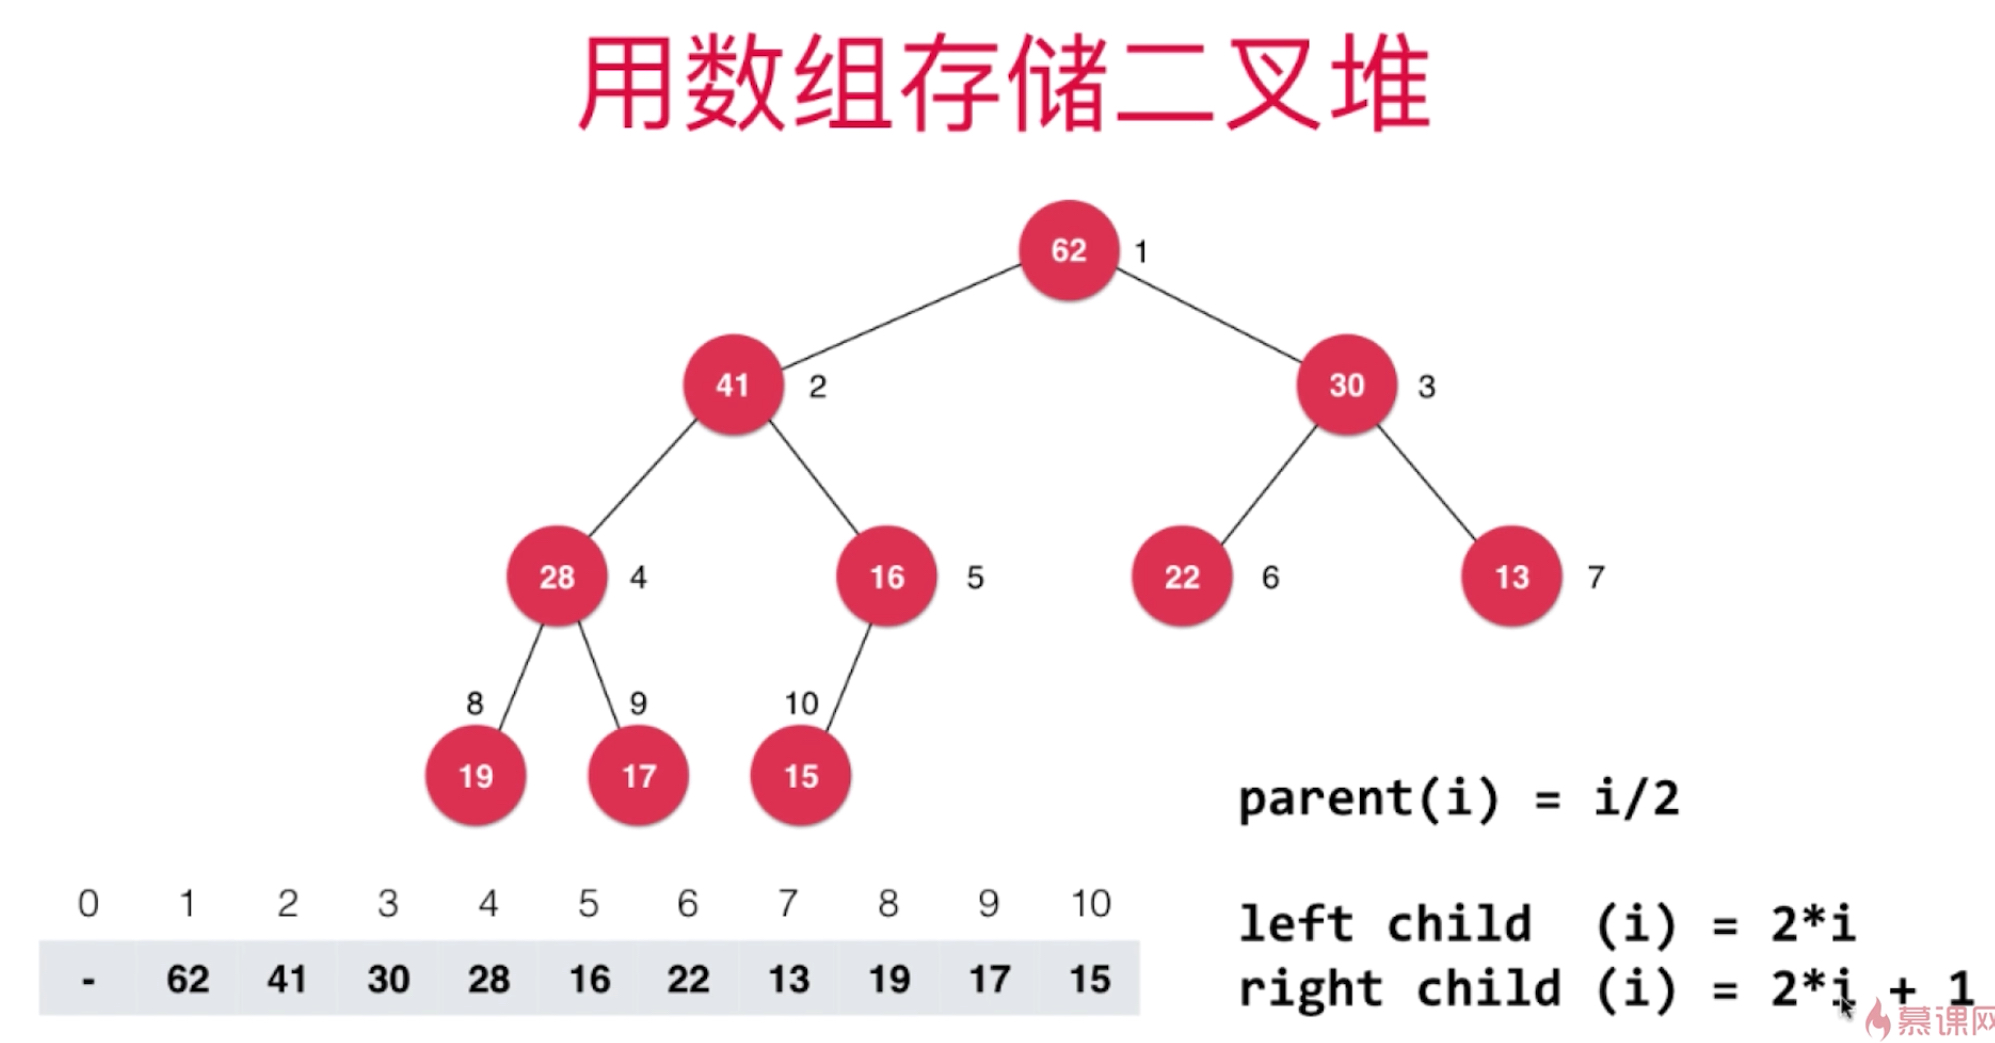 用数组存储二叉堆
62 1
41 2 30 3
28 4 16 5 22 6 13 7
8 9 10
19 17 15
parent(i) = i/2
0 1 2 3 4 5 6 7 8 9 10
- 62 41 30 28 16 22 13 19 17 15
left child (i) = 2*i
right child (i) = 2*i + 1
慕课网